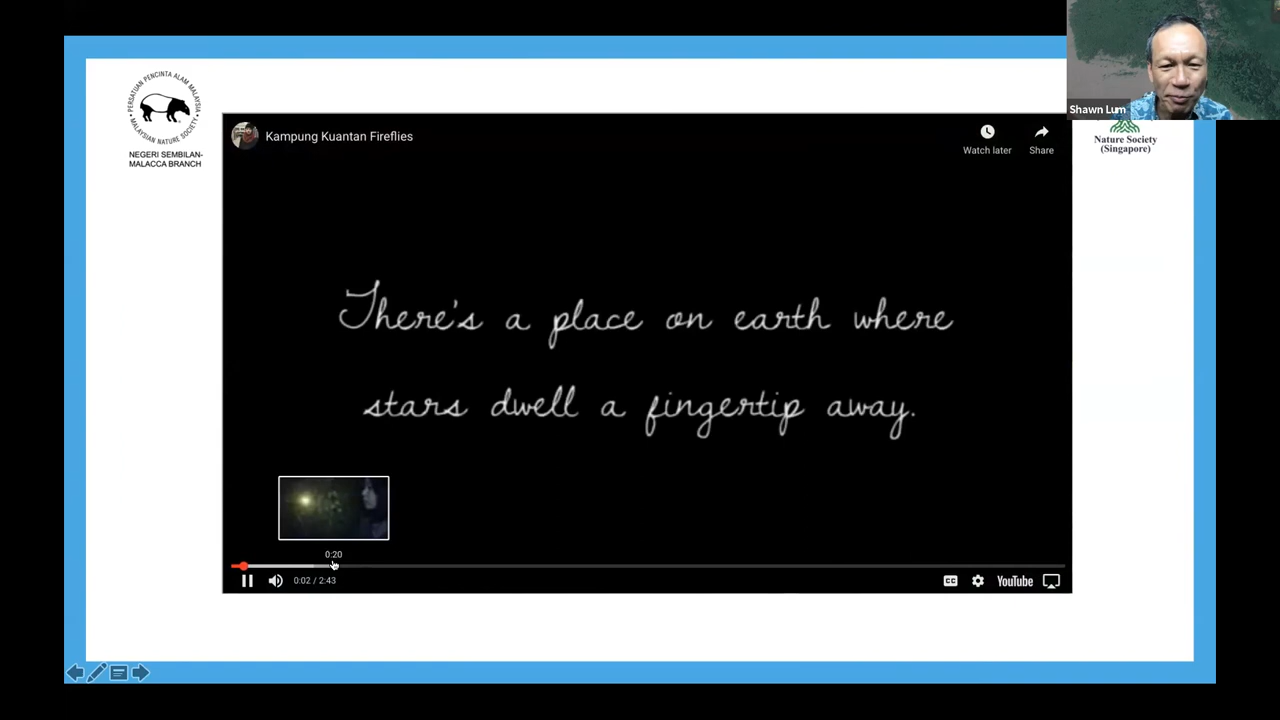 PERSATUAN PENCINTA ALAM MALAYSIA
• MALAYSIAN NATURE SOCIETY •
NEGERI SEMBILAN-
MALACCA BRANCH
Kampung Kuantan Fireflies
Watch later
Share
Shawn Lum
Nature Society
(Singapore)
There's a place on earth where
stars dwell a fingertip away.
0:20
0:02 / 2:43
CC
YouTube